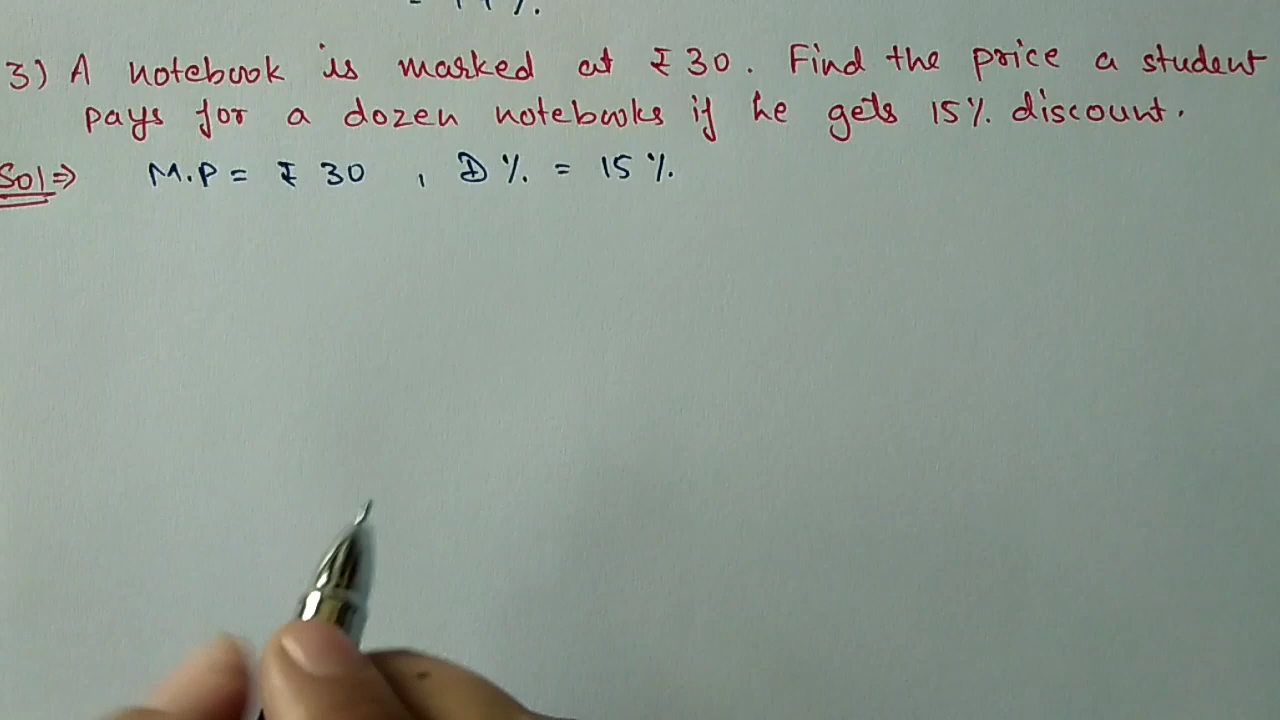 3) A notebook is marked at ₹30. Find the price a student
pays for a dozen notebooks if he gets 15% discount.
Sol⇒ M.P = ₹ 30 , D% = 15%